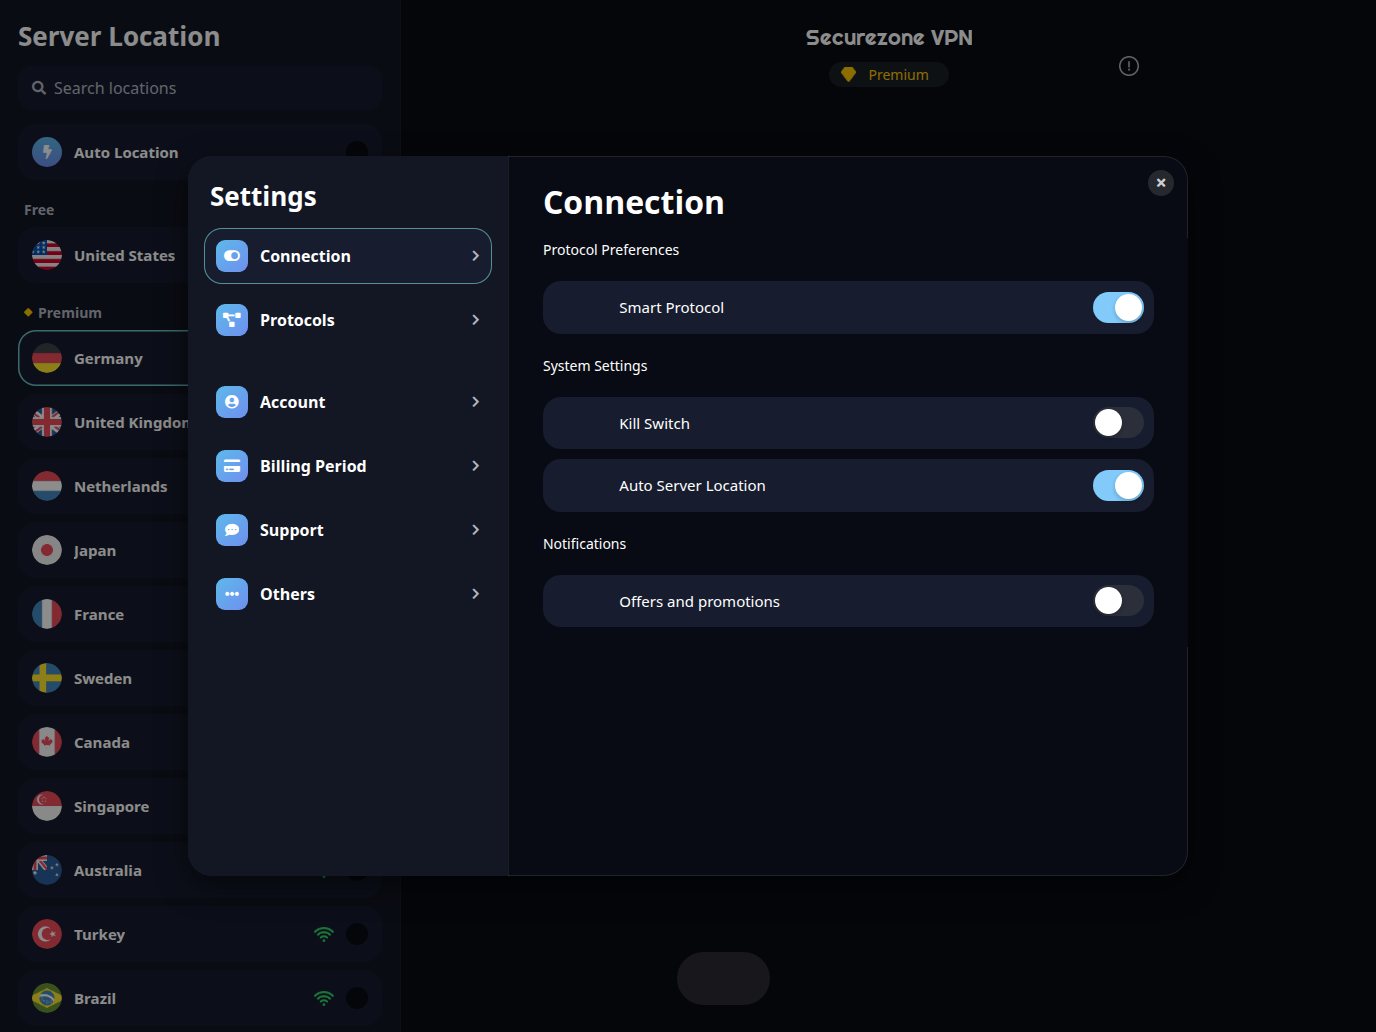 Server Location
Search locations
Auto Location
Free
United States
Premium
Germany
United Kingdom
Netherlands
Japan
France
Sweden
Canada
Singapore
Australia
Turkey
Brazil
Securezone VPN
Premium
Settings
Connection
Protocols
Account
Billing Period
Support
Others
Connection
Protocol Preferences
Smart Protocol
System Settings
Kill Switch
Auto Server Location
Notifications
Offers and promotions